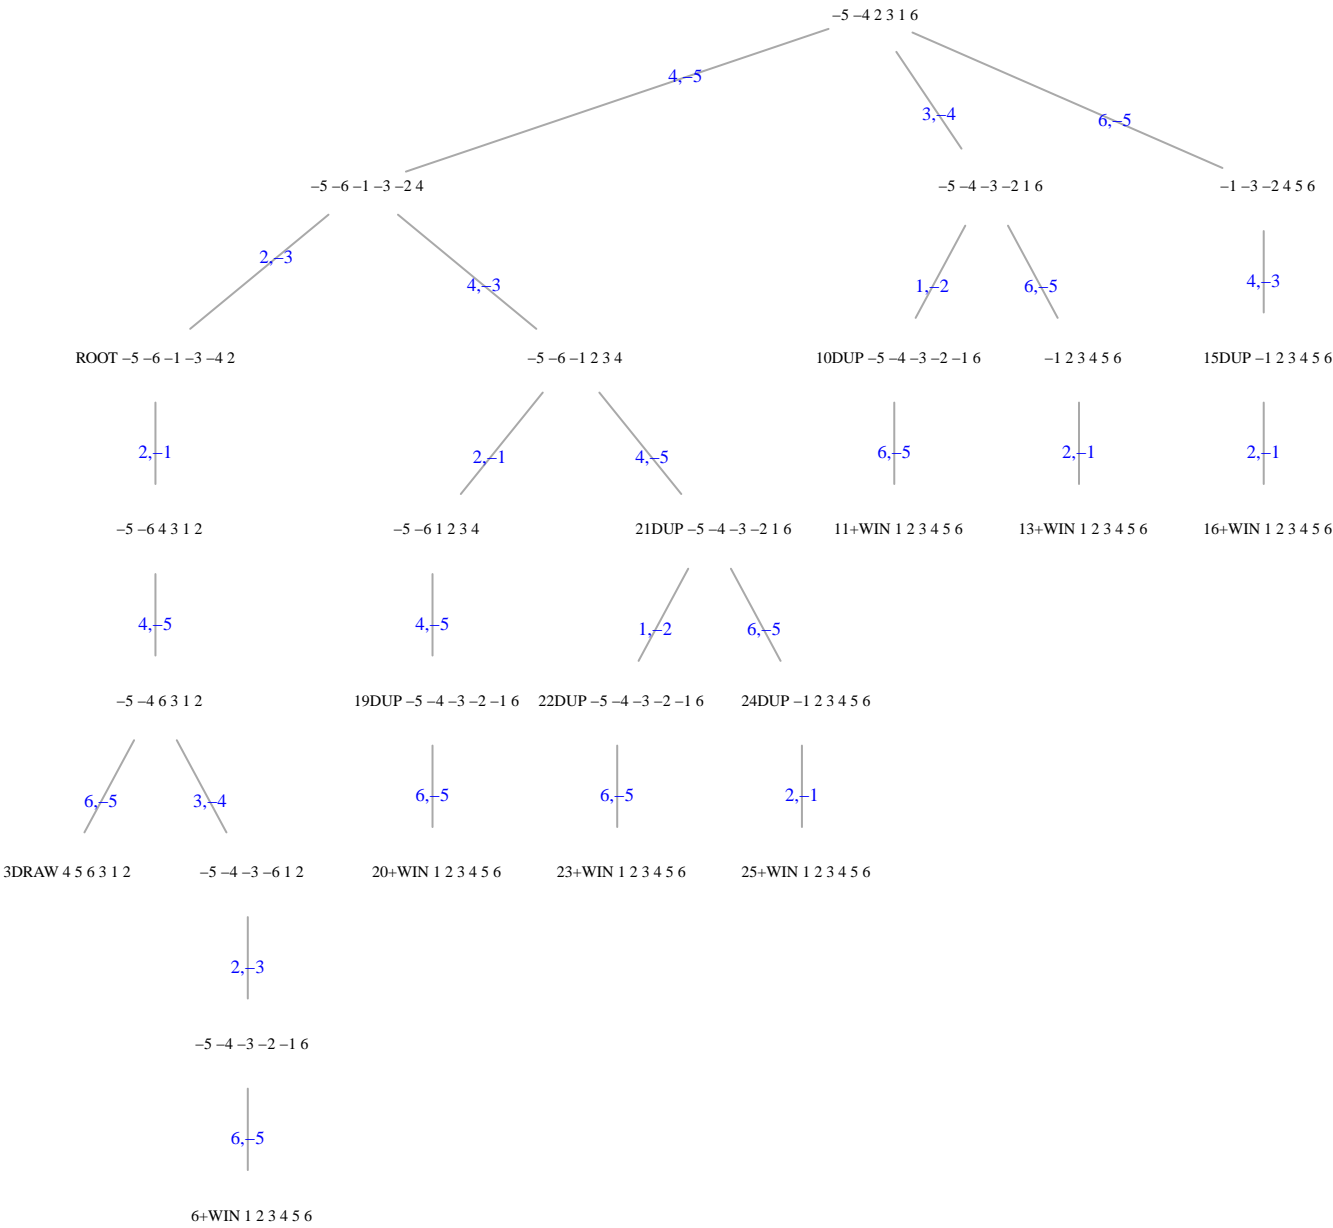 −5 −4 2 3 1 6
4,−5
3,−4
6,−5
−5 −6 −1 −3 −2 4
−5 −4 −3 −2 1 6
−1 −3 −2 4 5 6
2,−3
4,−3
1,−2
6,−5
4,−3
ROOT −5 −6 −1 −3 −4 2
−5 −6 −1 2 3 4
10DUP −5 −4 −3 −2 −1 6
−1 2 3 4 5 6
15DUP −1 2 3 4 5 6
2,−1
2,−1
4,−5
6,−5
2,−1
2,−1
−5 −6 4 3 1 2
−5 −6 1 2 3 4
21DUP −5 −4 −3 −2 1 6
11+WIN 1 2 3 4 5 6
13+WIN 1 2 3 4 5 6
16+WIN 1 2 3 4 5 6
4,−5
4,−5
1,−2
6,−5
−5 −4 6 3 1 2
19DUP −5 −4 −3 −2 −1 6
22DUP −5 −4 −3 −2 −1 6
24DUP −1 2 3 4 5 6
6,−5
3,−4
6,−5
6,−5
2,−1
3DRAW 4 5 6 3 1 2
−5 −4 −3 −6 1 2
20+WIN 1 2 3 4 5 6
23+WIN 1 2 3 4 5 6
25+WIN 1 2 3 4 5 6
2,−3
−5 −4 −3 −2 −1 6
6,−5
6+WIN 1 2 3 4 5 6